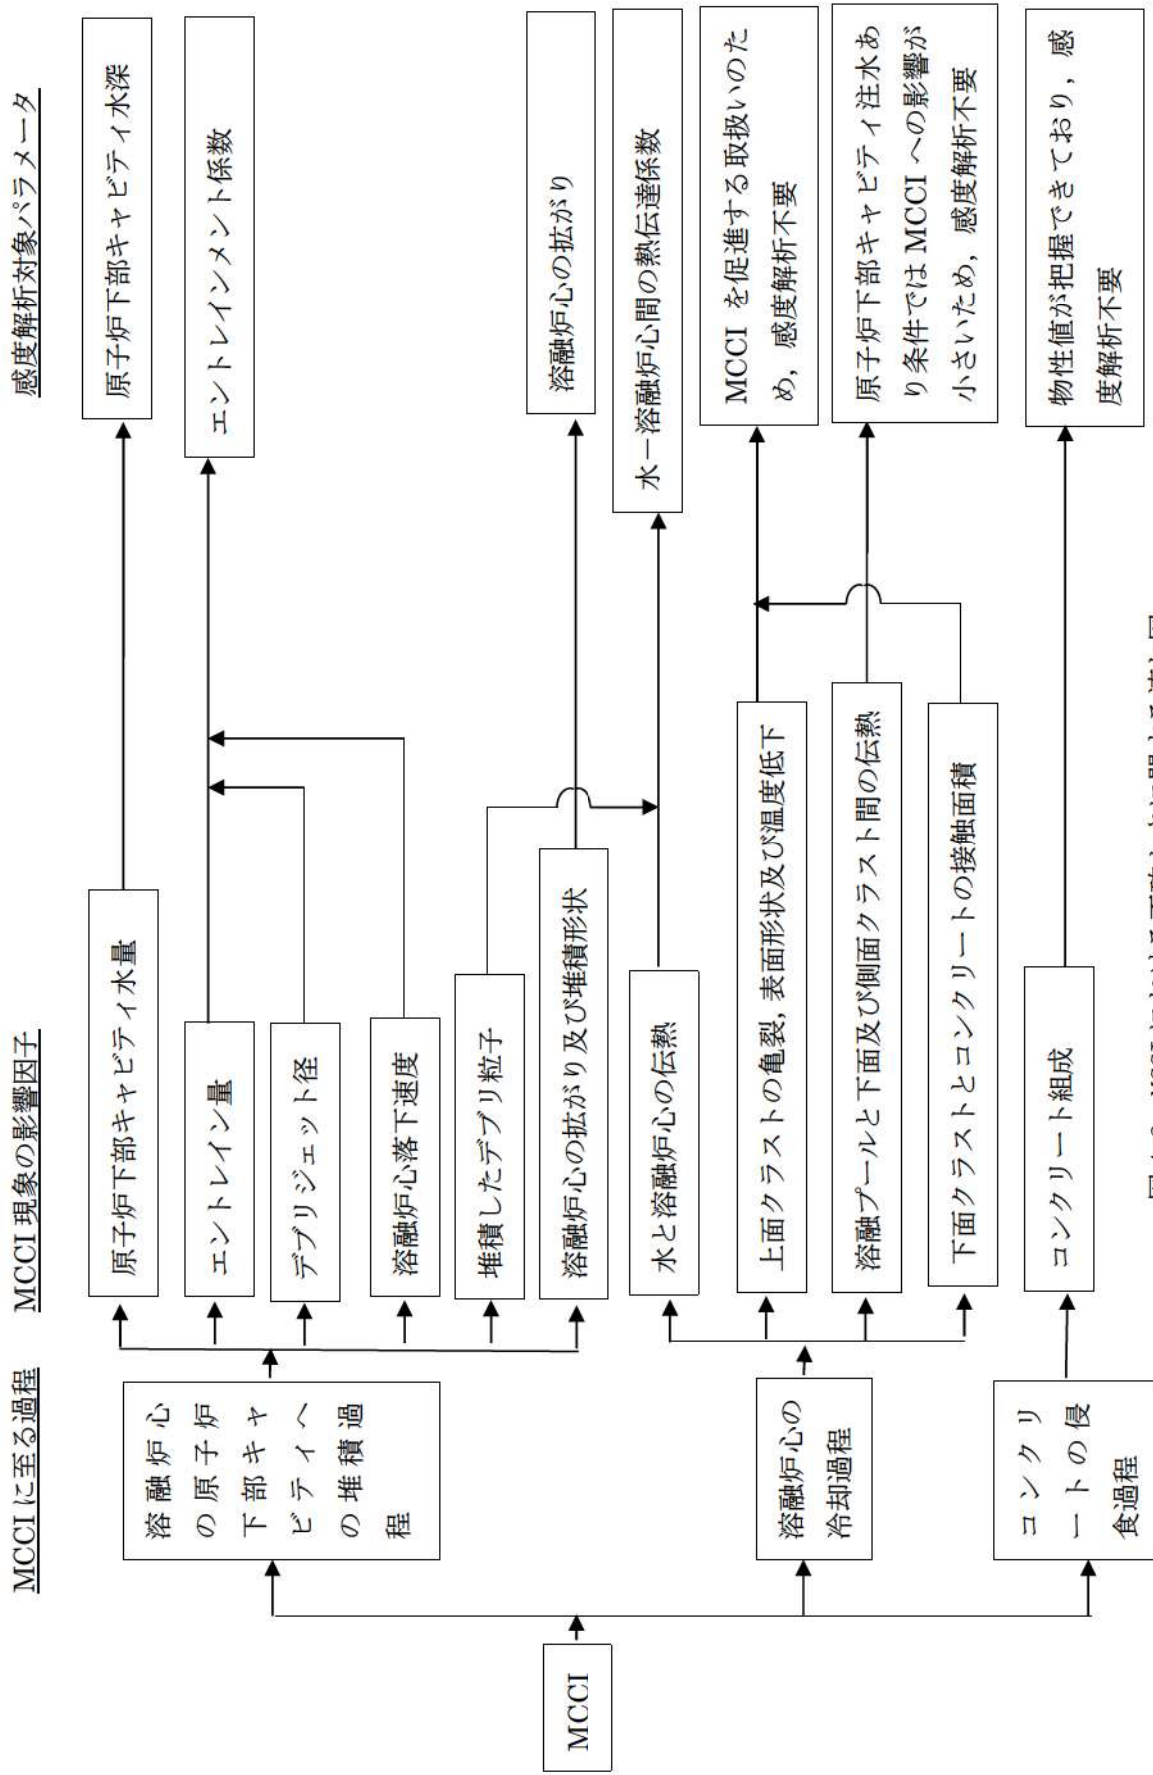 MCCI に至る過程
MCCI 現象の影響因子
感度解析対象パラメータ
MCCI
溶融炉心
の原子炉
下部キャ
ビティへ
の堆積過
程
溶融炉心の
冷却過程
コンクリ
ートの侵
食過程
原子炉下部キャビティ水量
エントレイン量
デブリジェット径
溶融炉心落下速度
堆積したデブリ粒子
溶融炉心の拡がり及び堆積形状
水と溶融炉心の伝熱
上面クラストの亀裂，表面形状及び温度低下
溶融プールと下面及び側面クラスト間の伝熱
下面クラストとコンクリートの接触面積
コンクリート組成
原子炉下部キャビティ水深
エントレインメント係数
溶融炉心の拡がり
水－溶融炉心間の熱伝達係数
MCCI を促進する取扱いのた
め，感度解析不要
原子炉下部キャビティ注水あ
り条件では MCCI への影響が
小さいため，感度解析不要
物性値が把握できており，感
度解析不要